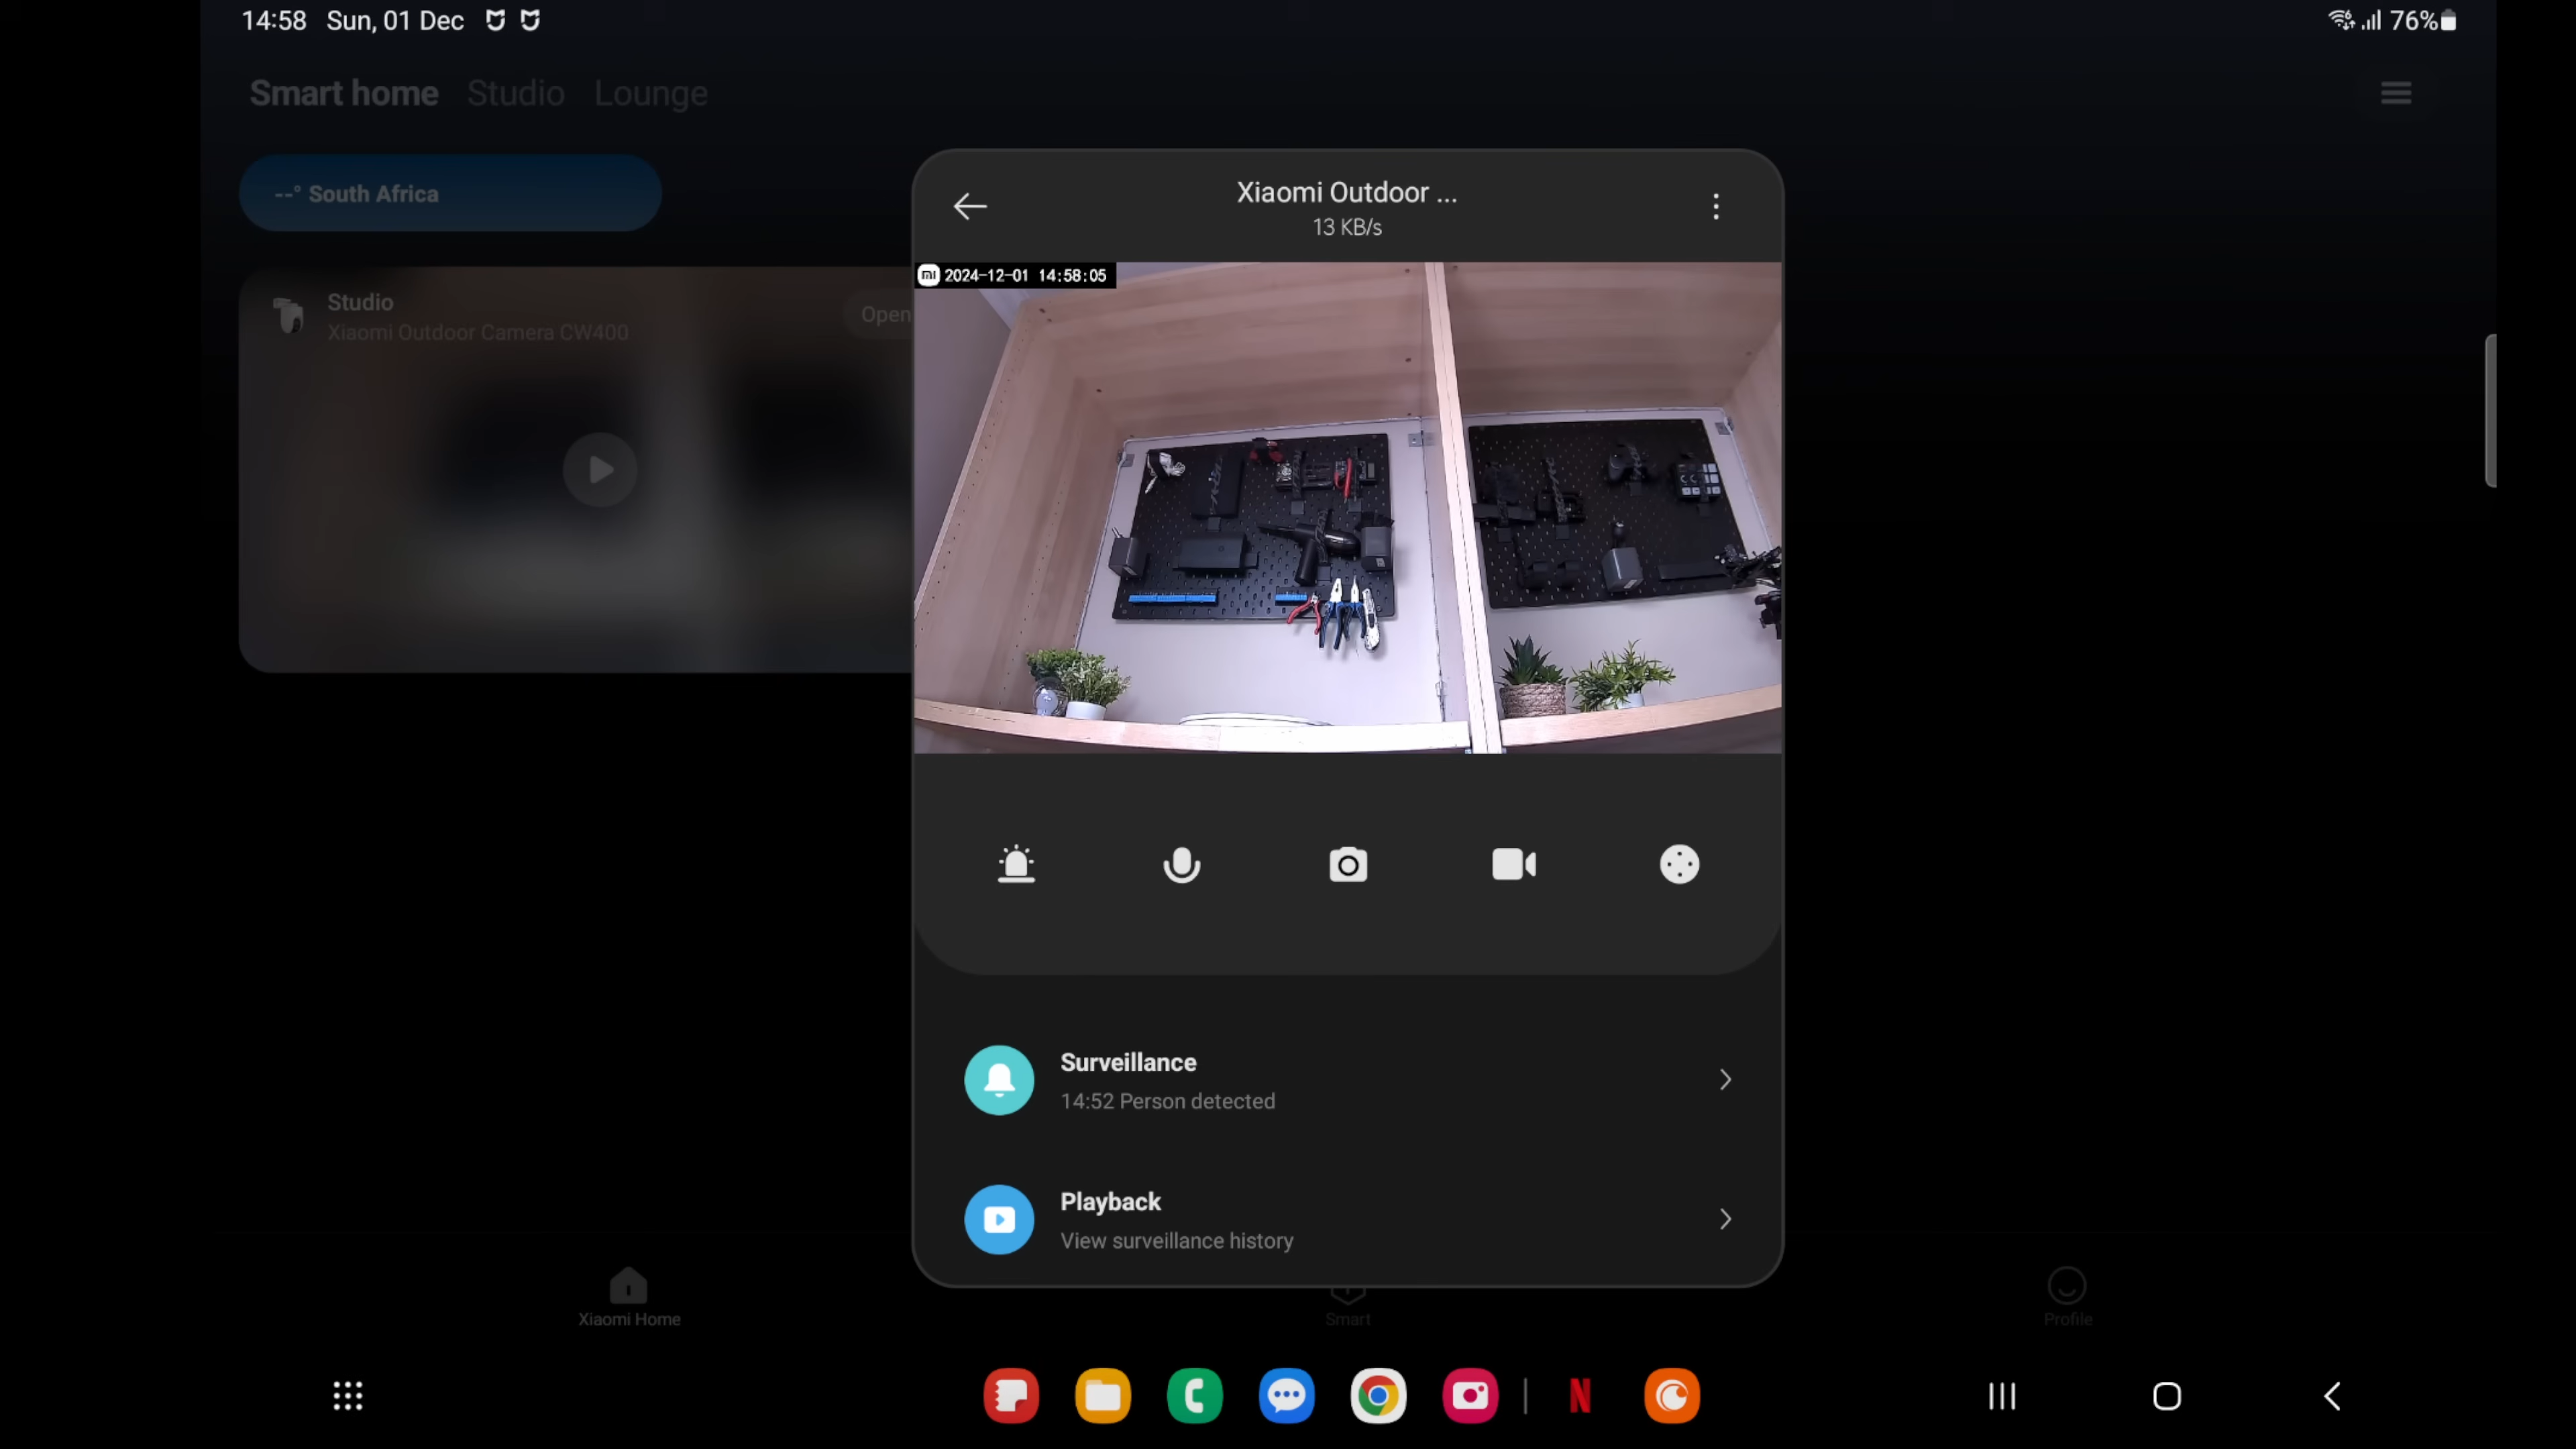 14:58 Sun, 01 Dec
76%
Smart home Studio Lounge
--° South Africa
Studio
Xiaomi Outdoor Camera CW400
Open
Xiaomi Outdoor ...
13 KB/s
mi 2024-12-01 14:58:05
Surveillance
14:52 Person detected
Playback
View surveillance history
Xiaomi Home
Smart
Profile